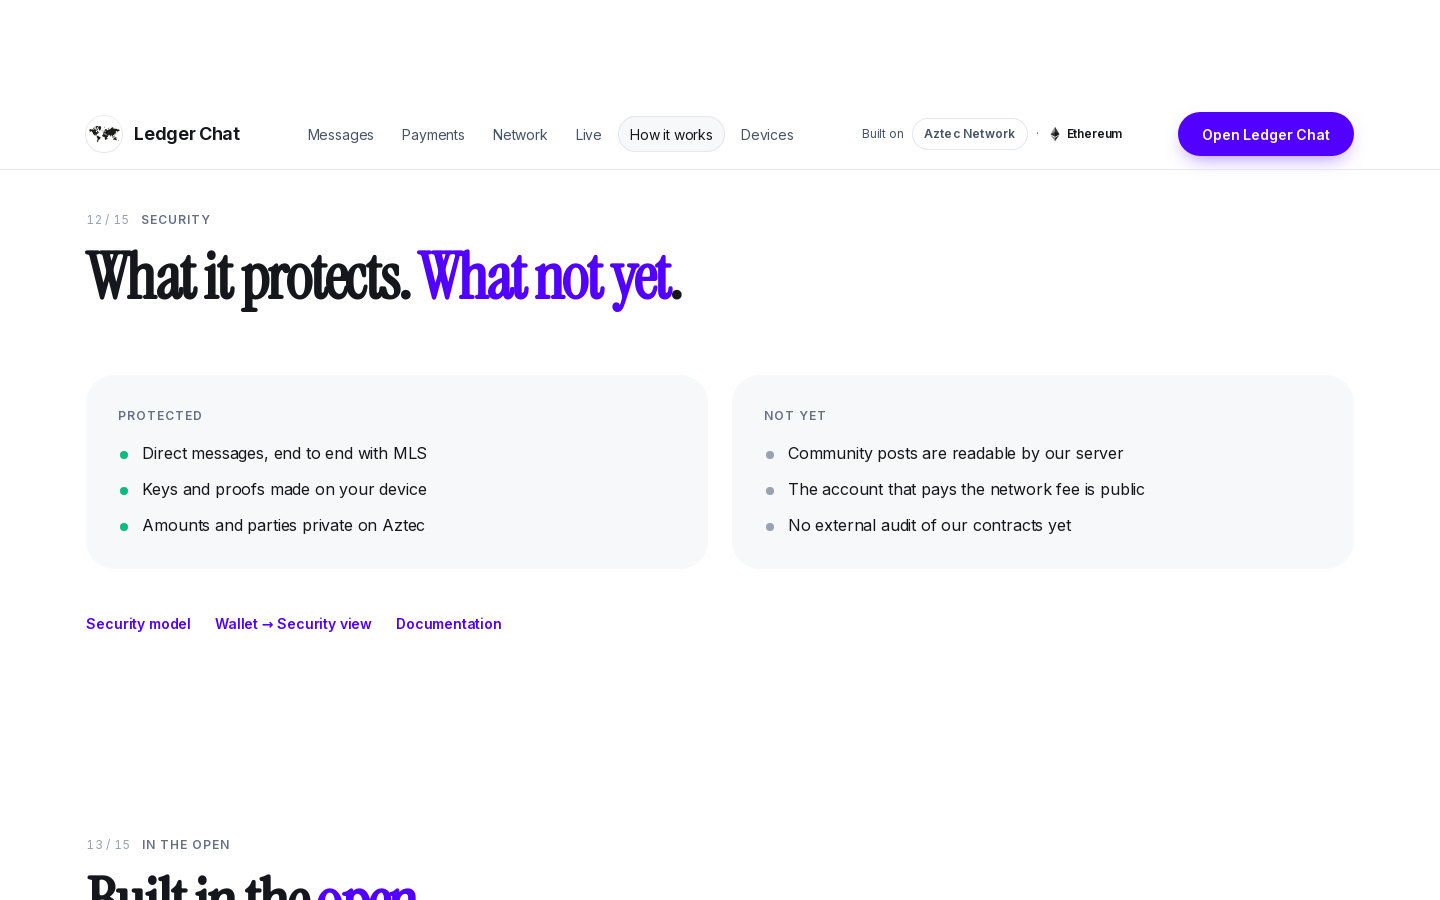 Ledger Chat
Messages
Payments
Network
Live
How it works
Devices
Built on
Aztec Network
·
Ethereum
Open Ledger Chat
12 / 15 SECURITY
What it protects. What not yet.
PROTECTED
Direct messages, end to end with MLS
Keys and proofs made on your device
Amounts and parties private on Aztec
NOT YET
Community posts are readable by our server
The account that pays the network fee is public
No external audit of our contracts yet
Security model
Wallet → Security view
Documentation
13 / 15 IN THE OPEN
Built in the open